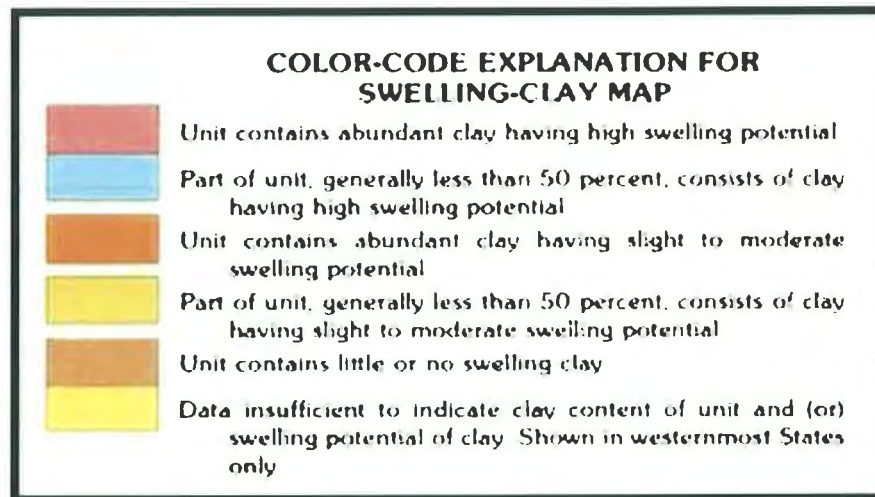 COLOR-CODE EXPLANATION FOR
SWELLING-CLAY MAP
Unit contains abundant clay having high swelling potential
Part of unit, generally less than 50 percent, consists of clay
having high swelling potential
Unit contains abundant clay having slight to moderate
swelling potential
Part of unit, generally less than 50 percent, consists of clay
having slight to moderate swelling potential
Unit contains little or no swelling clay
Data insufficient to indicate clay content of unit and (or)
swelling potential of clay. Shown in westernmost States
only